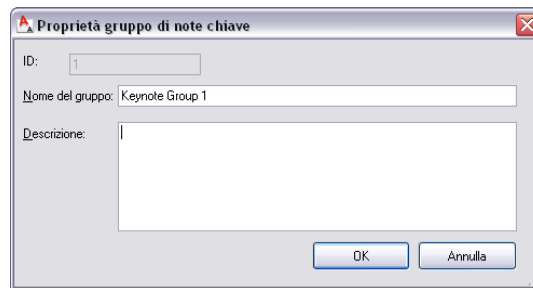 Proprietà gruppo di note chiave
ID: 1
Nome del gruppo: Keynote Group 1
Descrizione:
OK Annulla